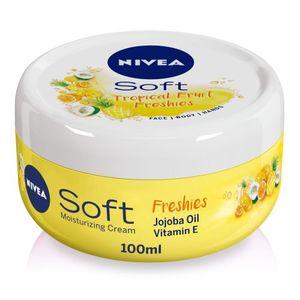 NIVEA
Soft
Tropical Fruit
Freshies
FACE | BODY | HANDS
NIVEA
Soft
Moisturizing Cream
Freshies
Jojoba Oil
Vitamin E
100ml